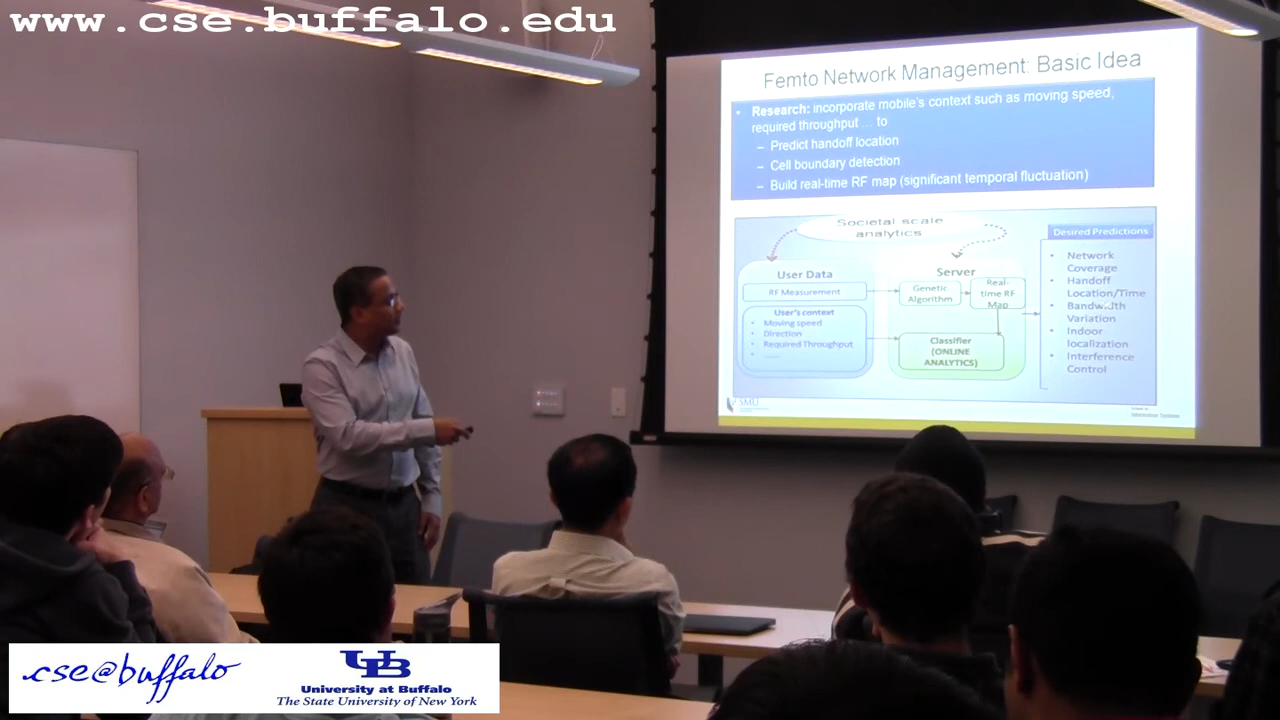 www.cse.buffalo.edu
Femto Network Management: Basic Idea
• Research: incorporate mobile's context such as moving speed,
required throughput … to
– Predict handoff location
– Cell boundary detection
– Build real-time RF map (significant temporal fluctuation)
Societal scale
analytics
User Data
RF Measurement
User's context
• Moving speed
• Direction
• Required Throughput
• ......
Server
Genetic
Algorithm
Real-
time RF
Map
Classifier
(ONLINE
ANALYTICS)
Desired Predictions
• Network
Coverage
• Handoff
Location/Time
• Bandwidth
Variation
• Indoor
localization
• Interference
Control
SMU
Information Systems
cse@buffalo
UB
University at Buffalo
The State University of New York